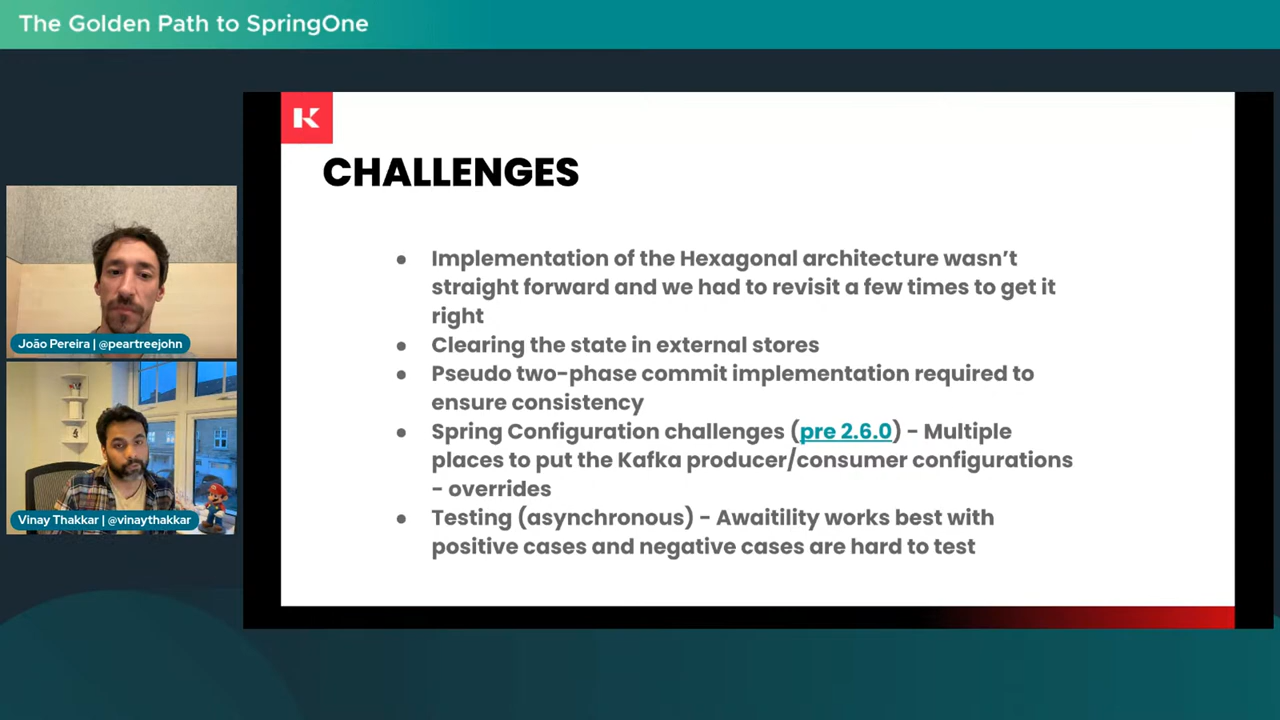 The Golden Path to SpringOne
K
CHALLENGES
● Implementation of the Hexagonal architecture wasn’t
straight forward and we had to revisit a few times to get it
right
● Clearing the state in external stores
● Pseudo two-phase commit implementation required to
ensure consistency
● Spring Configuration challenges (pre 2.6.0) - Multiple
places to put the Kafka producer/consumer configurations
- overrides
● Testing (asynchronous) - Awaitility works best with
positive cases and negative cases are hard to test
João Pereira | @peartreejohn
Vinay Thakkar | @vinaythakkar